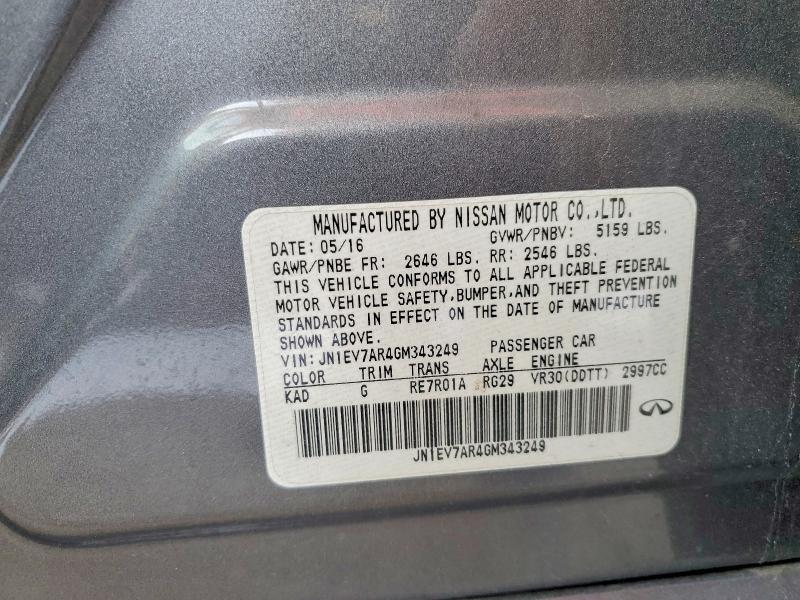 MANUFACTURED BY NISSAN MOTOR CO.,LTD.
DATE: 05/16 GVWR/PNBV: 5159 LBS.
GAWR/PNBE FR: 2646 LBS. RR: 2546 LBS.
THIS VEHICLE CONFORMS TO ALL APPLICABLE FEDERAL
MOTOR VEHICLE SAFETY,BUMPER,AND THEFT PREVENTION
STANDARDS IN EFFECT ON THE DATE OF MANUFACTURE
SHOWN ABOVE.
VIN: JN1EV7AR4GM343249 PASSENGER CAR
COLOR TRIM TRANS AXLE ENGINE
KAD G RE7R01A RG29 VR30(DDTT) 2997CC
JN1EV7AR4GM343249